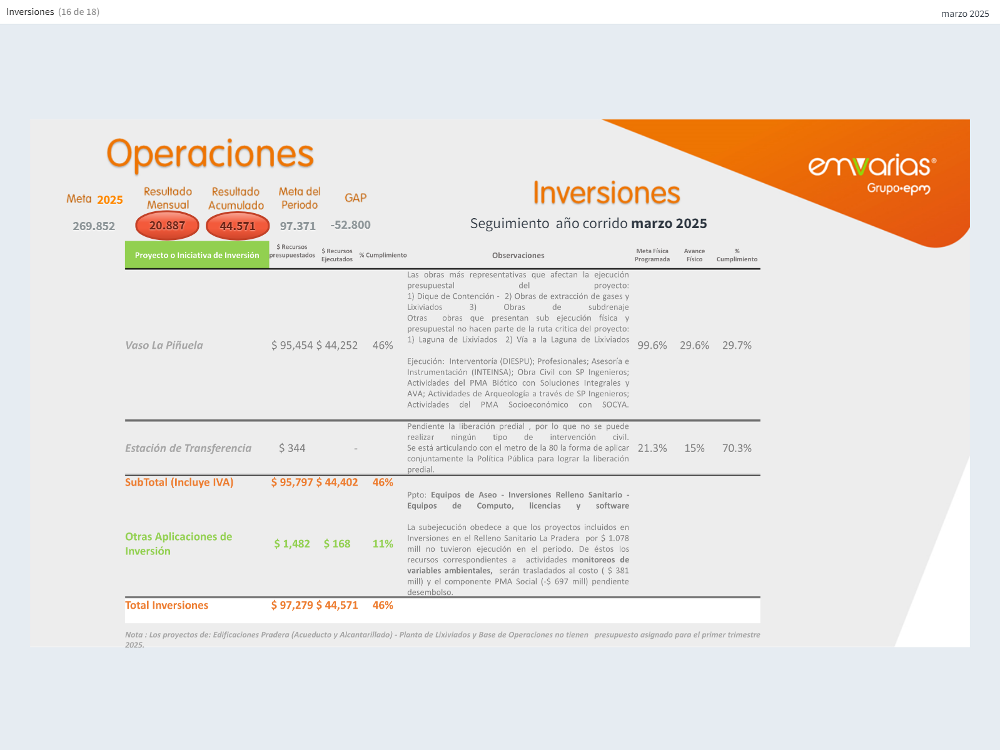 Inversiones (16 de 18)
marzo 2025
Operaciones
emvarias®
Grupo•epm
Inversiones
Seguimiento año corrido marzo 2025
Meta 2025
Resultado Mensual
Resultado Acumulado
Meta del Periodo
GAP
269.852
20.887
44.571
97.371
-52.800
Proyecto o Iniciativa de Inversión
$ Recursos presupuestados
$ Recursos Ejecutados
% Cumplimiento
Observaciones
Meta Física Programada
Avance Físico
% Cumplimiento
Vaso La Piñuela
$ 95,454 $ 44,252 46%
Las obras más representativas que afectan la ejecución
presupuestal del proyecto:
1) Dique de Contención - 2) Obras de extracción de gases y
Lixiviados 3) Obras de subdrenaje
Otras obras que presentan sub ejecución física y
presupuestal no hacen parte de la ruta critica del proyecto:
1) Laguna de Lixiviados 2) Vía a la Laguna de Lixiviados
Ejecución: Interventoría (DIESPU); Profesionales; Asesoría e
Instrumentación (INTEINSA); Obra Civil con SP Ingenieros;
Actividades del PMA Biótico con Soluciones Integrales y
AVA; Actividades de Arqueología a través de SP Ingenieros;
Actividades del PMA Socioeconómico con SOCYA.
99.6% 29.6% 29.7%
Estación de Transferencia
$ 344 -
Pendiente la liberación predial , por lo que no se puede
realizar ningún tipo de intervención civil.
Se está articulando con el metro de la 80 la forma de aplicar
conjuntamente la Política Pública para lograr la liberación
predial.
21.3% 15% 70.3%
SubTotal (Incluye IVA) $ 95,797 $ 44,402 46%
Otras Aplicaciones de
Inversión
$ 1,482 $ 168 11%
Ppto: Equipos de Aseo - Inversiones Relleno Sanitario -
Equipos de Computo, licencias y software
La subejecución obedece a que los proyectos incluidos en
Inversiones en el Relleno Sanitario La Pradera por $ 1.078
mill no tuvieron ejecución en el periodo. De éstos los
recursos correspondientes a actividades monitoreos de
variables ambientales, serán trasladados al costo ( $ 381
mill) y el componente PMA Social (-$ 697 mill) pendiente
desembolso.
Total Inversiones $ 97,279 $ 44,571 46%
Nota : Los proyectos de: Edificaciones Pradera (Acueducto y Alcantarillado) - Planta de Lixiviados y Base de Operaciones no tienen presupuesto asignado para el primer trimestre
2025.